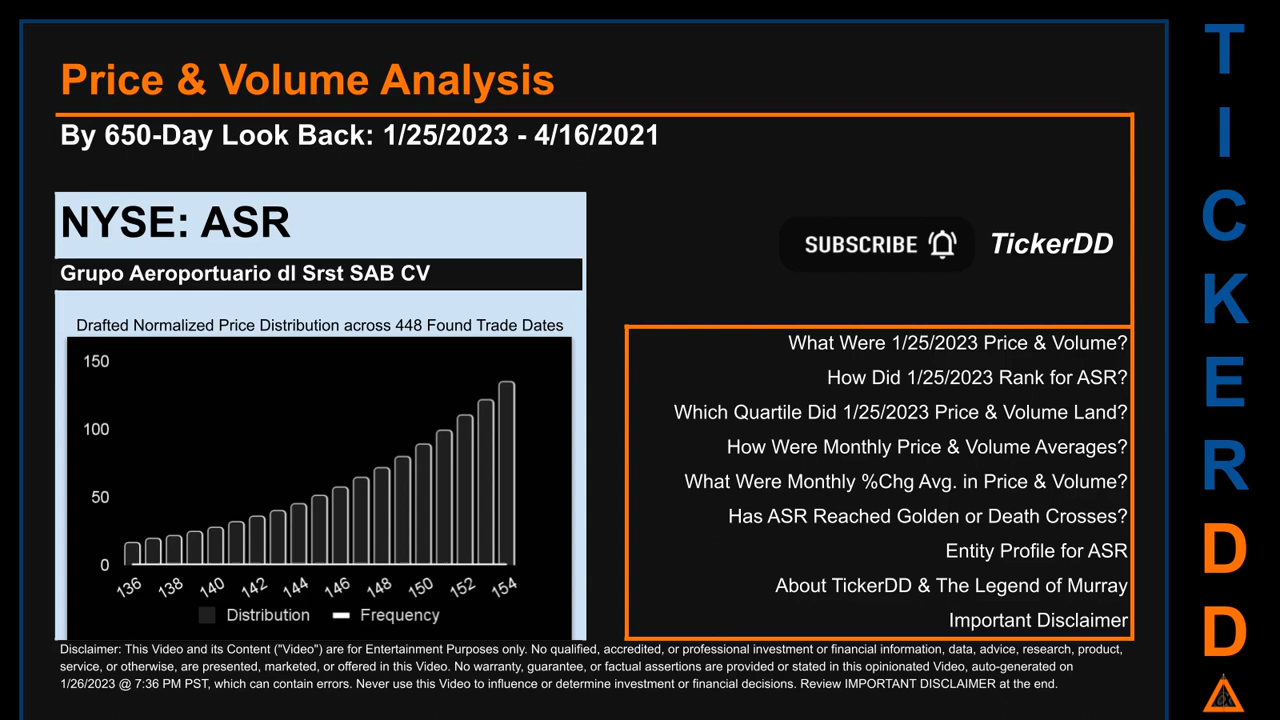 Price & Volume Analysis
By 650-Day Look Back: 1/25/2023 - 4/16/2021
NYSE: ASR
Grupo Aeroportuario dl Srst SAB CV
Drafted Normalized Price Distribution across 448 Found Trade Dates
150
100
50
0
136 138 140 142 144 146 148 150 152 154
Distribution Frequency
SUBSCRIBE TickerDD
What Were 1/25/2023 Price & Volume?
How Did 1/25/2023 Rank for ASR?
Which Quartile Did 1/25/2023 Price & Volume Land?
How Were Monthly Price & Volume Averages?
What Were Monthly %Chg Avg. in Price & Volume?
Has ASR Reached Golden or Death Crosses?
Entity Profile for ASR
About TickerDD & The Legend of Murray
Important Disclaimer
Disclaimer: This Video and its Content ("Video") are for Entertainment Purposes only. No qualified, accredited, or professional investment or financial information, data, advice, research, product,
service, or otherwise, are presented, marketed, or offered in this Video. No warranty, guarantee, or factual assertions are provided or stated in this opinionated Video, auto-generated on
1/26/2023 @ 7:36 PM PST, which can contain errors. Never use this Video to influence or determine investment or financial decisions. Review IMPORTANT DISCLAIMER at the end.
T
I
C
K
E
R
D
D